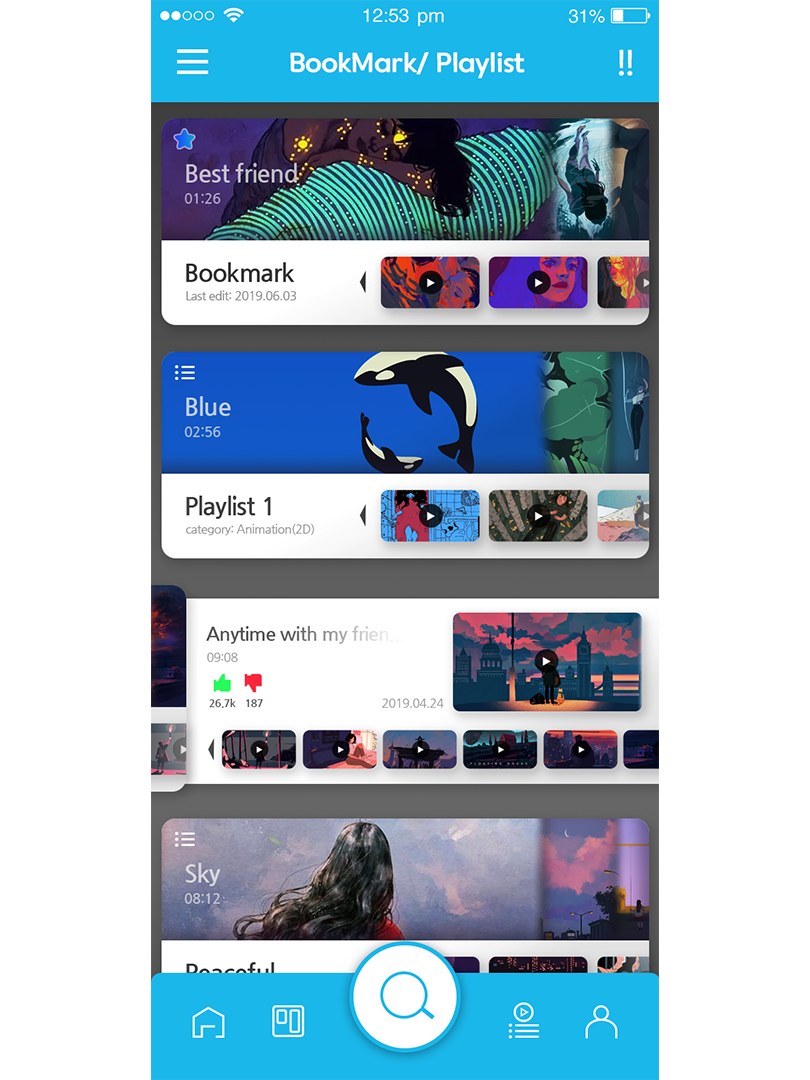 12:53 pm
31%
BookMark/ Playlist
!!
Best friend
01:26
Bookmark
Last edit: 2019.06.03
Blue
02:56
Playlist 1
category: Animation(2D)
Anytime with my frien..
09:08
26,7k 187
2019.04.24
Sky
08:12
Peaceful